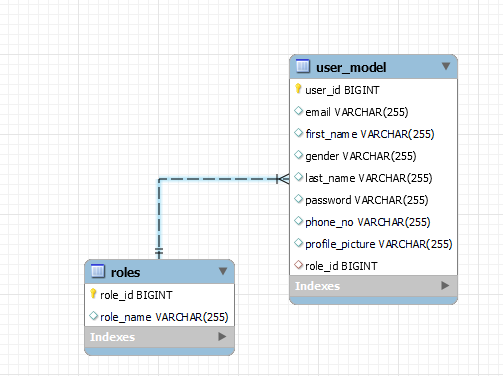 user_model
user_id BIGINT
email VARCHAR(255)
first_name VARCHAR(255)
gender VARCHAR(255)
last_name VARCHAR(255)
password VARCHAR(255)
phone_no VARCHAR(255)
profile_picture VARCHAR(255)
role_id BIGINT
Indexes
roles
role_id BIGINT
role_name VARCHAR(255)
Indexes